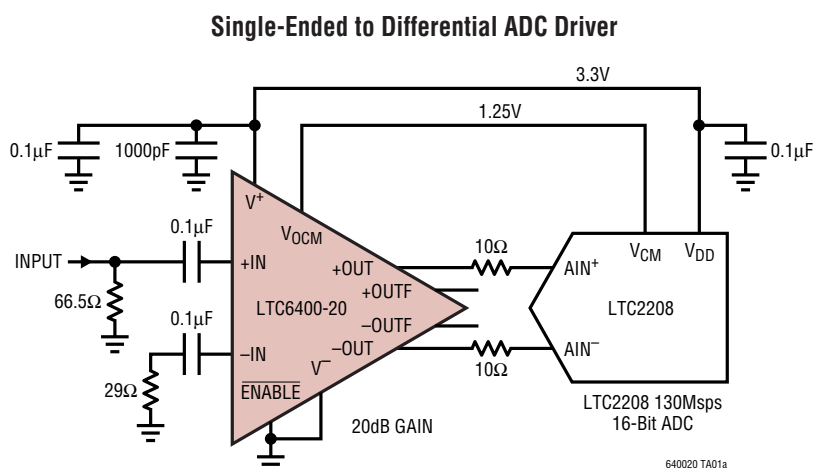 Single-Ended to Differential ADC Driver
3.3V
1.25V
0.1µF
1000pF
0.1µF
V+
VOCM
0.1µF
INPUT
+IN
+OUT
+OUTF
10Ω
AIN+
VCM
VDD
66.5Ω
LTC6400-20
LTC2208
0.1µF
–OUTF
–IN
–OUT
V–
10Ω
AIN–
29Ω
ENABLE
20dB GAIN
LTC2208 130Msps
16-Bit ADC
640020 TA01a